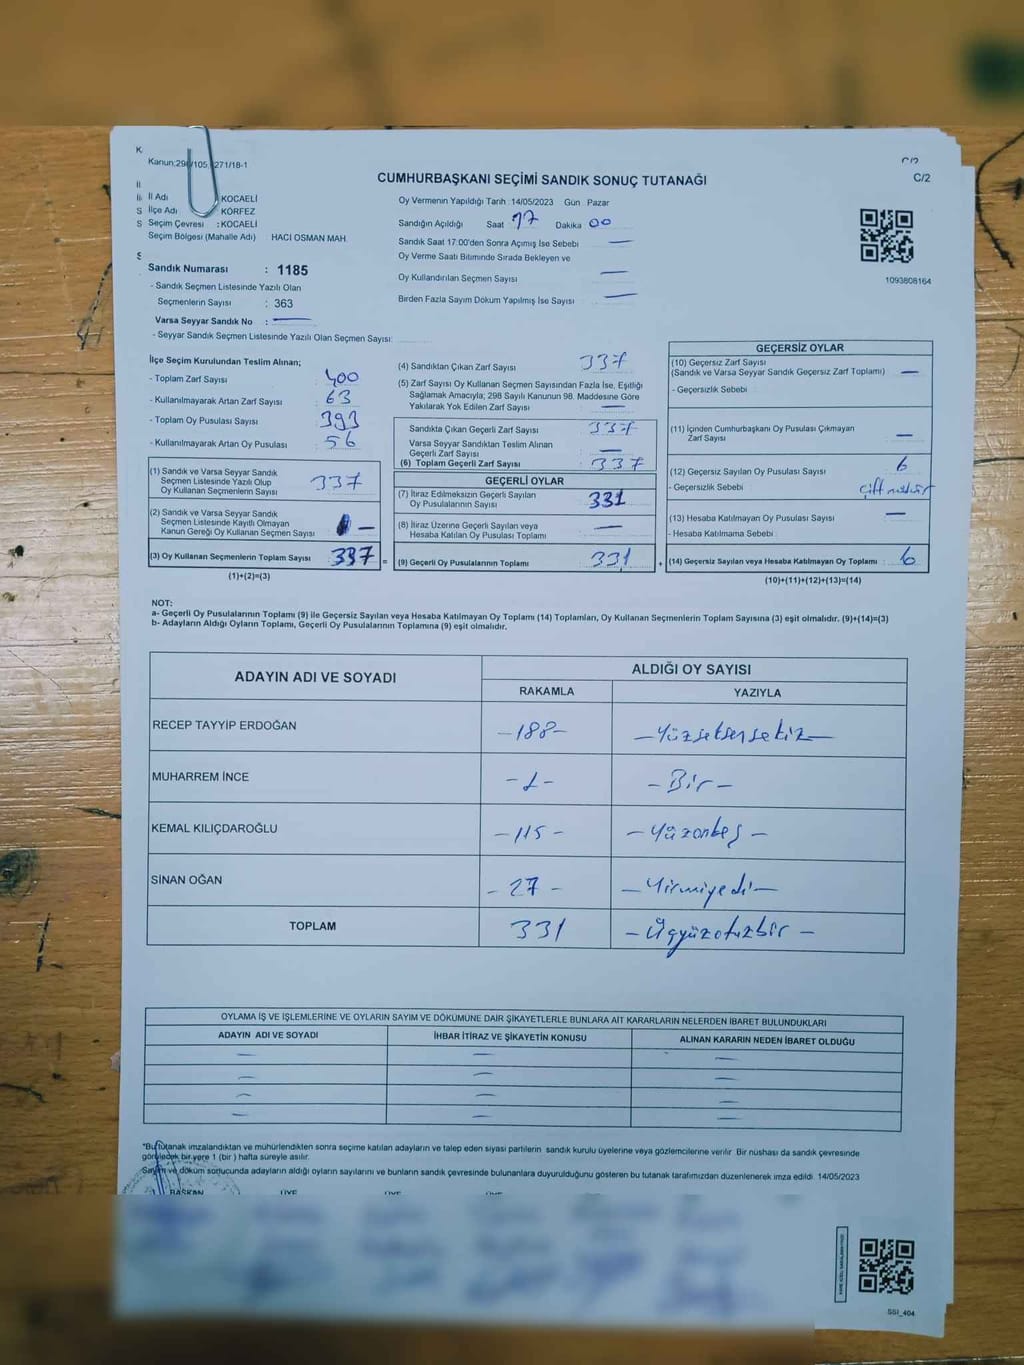 Kanun:298/105, 271/18-1
C/2
CUMHURBAŞKANI SEÇİMİ SANDIK SONUÇ TUTANAĞI
C/2
İl Adı : KOCAELİ
İlçe Adı : KÖRFEZ
Seçim Çevresi : KOCAELİ
Seçim Bölgesi (Mahalle Adı) HACI OSMAN MAH.
Sandık Numarası : 1185
- Sandık Seçmen Listesinde Yazılı Olan
Seçmenlerin Sayısı : 363
Varsa Seyyar Sandık No : —
- Seyyar Sandık Seçmen Listesinde Yazılı Olan Seçmen Sayısı:
Oy Vermenin Yapıldığı Tarih :14/05/2023 Gün : Pazar
Sandığın Açıldığı Saat 17 Dakika 00
Sandık Saat 17:00'den Sonra Açımış İse Sebebi —
Oy Verme Saati Bitiminde Sırada Bekleyen ve
Oy Kullandırılan Seçmen Sayısı —
Birden Fazla Sayım Döküm Yapılmış İse Sayısı —
1093808164
İlçe Seçim Kurulundan Teslim Alınan;
- Toplam Zarf Sayısı : 400
- Kullanılmayarak Artan Zarf Sayısı : 63
- Toplam Oy Pusulası Sayısı : 393
- Kullanılmayarak Artan Oy Pusulası : 56
(1) Sandık ve Varsa Seyyar Sandık
Seçmen Listesinde Yazılı Olup
Oy Kullanan Seçmenlerin Sayısı : 337
(2) Sandık ve Varsa Seyyar Sandık
Seçmen Listesinde Kayıtlı Olmayan
Kanun Gereği Oy Kullanan Seçmen Sayısı : —
(3) Oy Kullanan Seçmenlerin Toplam Sayısı : 337 =
(1)+(2)=(3)
(4) Sandıktan Çıkan Zarf Sayısı : 337
(5) Zarf Sayısı Oy Kullanan Seçmen Sayısından Fazla İse, Eşitliği
Sağlamak Amacıyla; 298 Sayılı Kanunun 98. Maddesine Göre
Yakılarak Yok Edilen Zarf Sayısı : —
Sandıkta Çıkan Geçerli Zarf Sayısı : 337
Varsa Seyyar Sandıktan Teslim Alınan
Geçerli Zarf Sayısı : —
(6) Toplam Geçerli Zarf Sayısı : 337
GEÇERLİ OYLAR
(7) İtiraz Edilmeksizin Geçerli Sayılan
Oy Pusulalarının Sayısı : 331
(8) İtiraz Üzerine Geçerli Sayılan veya
Hesaba Katılan Oy Pusulası Toplamı : —
(9) Geçerli Oy Pusulalarının Toplamı : 331 +
GEÇERSİZ OYLAR
(10) Geçersiz Zarf Sayısı
(Sandık ve Varsa Seyyar Sandık Geçersiz Zarf Toplamı) : —
- Geçersizlik Sebebi :
(11) İçinden Cumhurbaşkanı Oy Pusulası Çıkmayan
Zarf Sayısı : —
(12) Geçersiz Sayılan Oy Pusulası Sayısı : 6
- Geçersizlik Sebebi : Çift mühür
(13) Hesaba Katılmayan Oy Pusulası Sayısı : —
- Hesaba Katılmama Sebebi :
(14) Geçersiz Sayılan veya Hesaba Katılmayan Oy Toplamı : 6
(10)+(11)+(12)+(13)=(14)
NOT:
a- Geçerli Oy Pusulalarının Toplamı (9) ile Geçersiz Sayılan veya Hesaba Katılmayan Oy Toplamı (14) Toplamları, Oy Kullanan Seçmenlerin Toplam Sayısına (3) eşit olmalıdır. (9)+(14)=(3)
b- Adayların Aldığı Oyların Toplamı, Geçerli Oy Pusulalarının Toplamına (9) eşit olmalıdır.
ADAYIN ADI VE SOYADI ALDIĞI OY SAYISI
RAKAMLA YAZIYLA
RECEP TAYYİP ERDOĞAN -188- -Yüzseksensekiz-
MUHARREM İNCE -1- -Bir-
KEMAL KILIÇDAROĞLU -115- -Yüzonbeş-
SİNAN OĞAN -27- -Yirmiyedi-
TOPLAM 331 -Üçyüzotuzbir-
OYLAMA İŞ VE İŞLEMLERİNE VE OYLARIN SAYIM VE DÖKÜMÜNE DAİR ŞİKAYETLERLE BUNLARA AİT KARARLARIN NELERDEN İBARET BULUNDUKLARI
ADAYIN ADI VE SOYADI İHBAR İTİRAZ VE ŞİKAYETİN KONUSU ALINAN KARARIN NEDEN İBARET OLDUĞU
— — —
— — —
— — —
— — —
*Bu tutanak imzalandıktan ve mühürlendikten sonra seçime katılan adayların ve talep eden siyasi partilerin sandık kurulu üyelerine veya gözlemcilerine verilir. Bir nüshası da sandık çevresinde
görülecek bir yere 1 (bir ) hafta süreyle asılır.
Sayım ve döküm sonucunda adayların aldığı oyların sayılarını ve bunların sandık çevresinde bulunanlara duyurulduğunu gösteren bu tutanak tarafımızdan düzenlenerek imza edildi. 14/05/2023
BAŞKAN ÜYE ÜYE ÜYE
SSİ_404